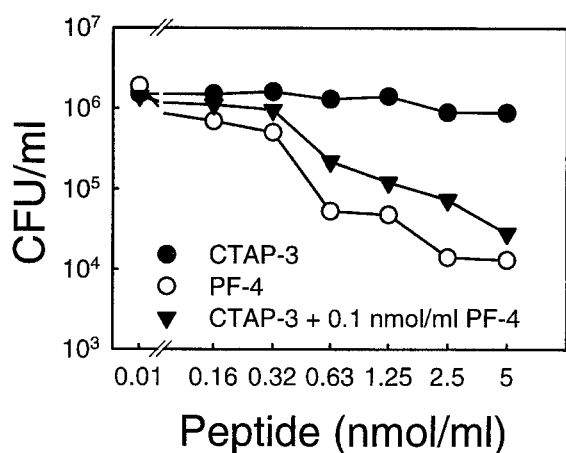 10⁷
10⁶
10⁵
10⁴
10³
CFU/ml
CTAP-3
PF-4
CTAP-3 + 0.1 nmol/ml PF-4
0.01 0.16 0.32 0.63 1.25 2.5 5
Peptide (nmol/ml)